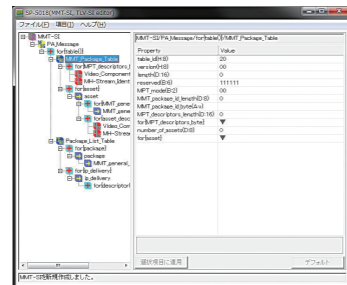 SP-5018(MMT-SI, TLV-SI editor)
ファイル(F) 項目(I) ヘルプ(H)
MMT-SI
PA_Message
for(table())
MMT_Package_Table
for(MPT_descriptors_l
Video_Component
MH-Stream_Ident
for(asset)
asset
for(MMT_gene
MMT_gene
for(asset_desc
Video_Com
MH-Strea
Package_List_Table
for(package)
package
MMT_general_
for(ip_delivery)
ip_delivery
for(descriptor)
MMT-SI/PA_Message/for(table())/MMT_Package_Table
Property Value
table_id(H:8) 20
version(H:8) 00
length(D:16) 0
reserved(B:6) 111111
MPT_mode(B:2) 00
MMT_package_id_length(D:8) 0
MMT_package_id_byte(A:x)
MPT_descriptors_length(D:16) 0
for(MPT_descriptors_byte) ▼
number_of_assets(D:8) 0
for(asset) ▼
選択項目に適用 デフォルト
MMT-SIを新規作成しました。